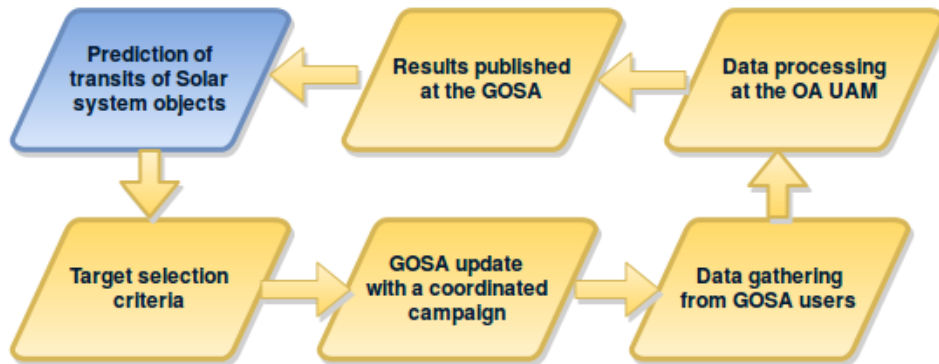 Prediction of
transits of Solar
system objects
Results published
at the GOSA
Data processing
at the OA UAM
Target selection
criteria
GOSA update
with a coordinated
campaign
Data gathering
from GOSA users